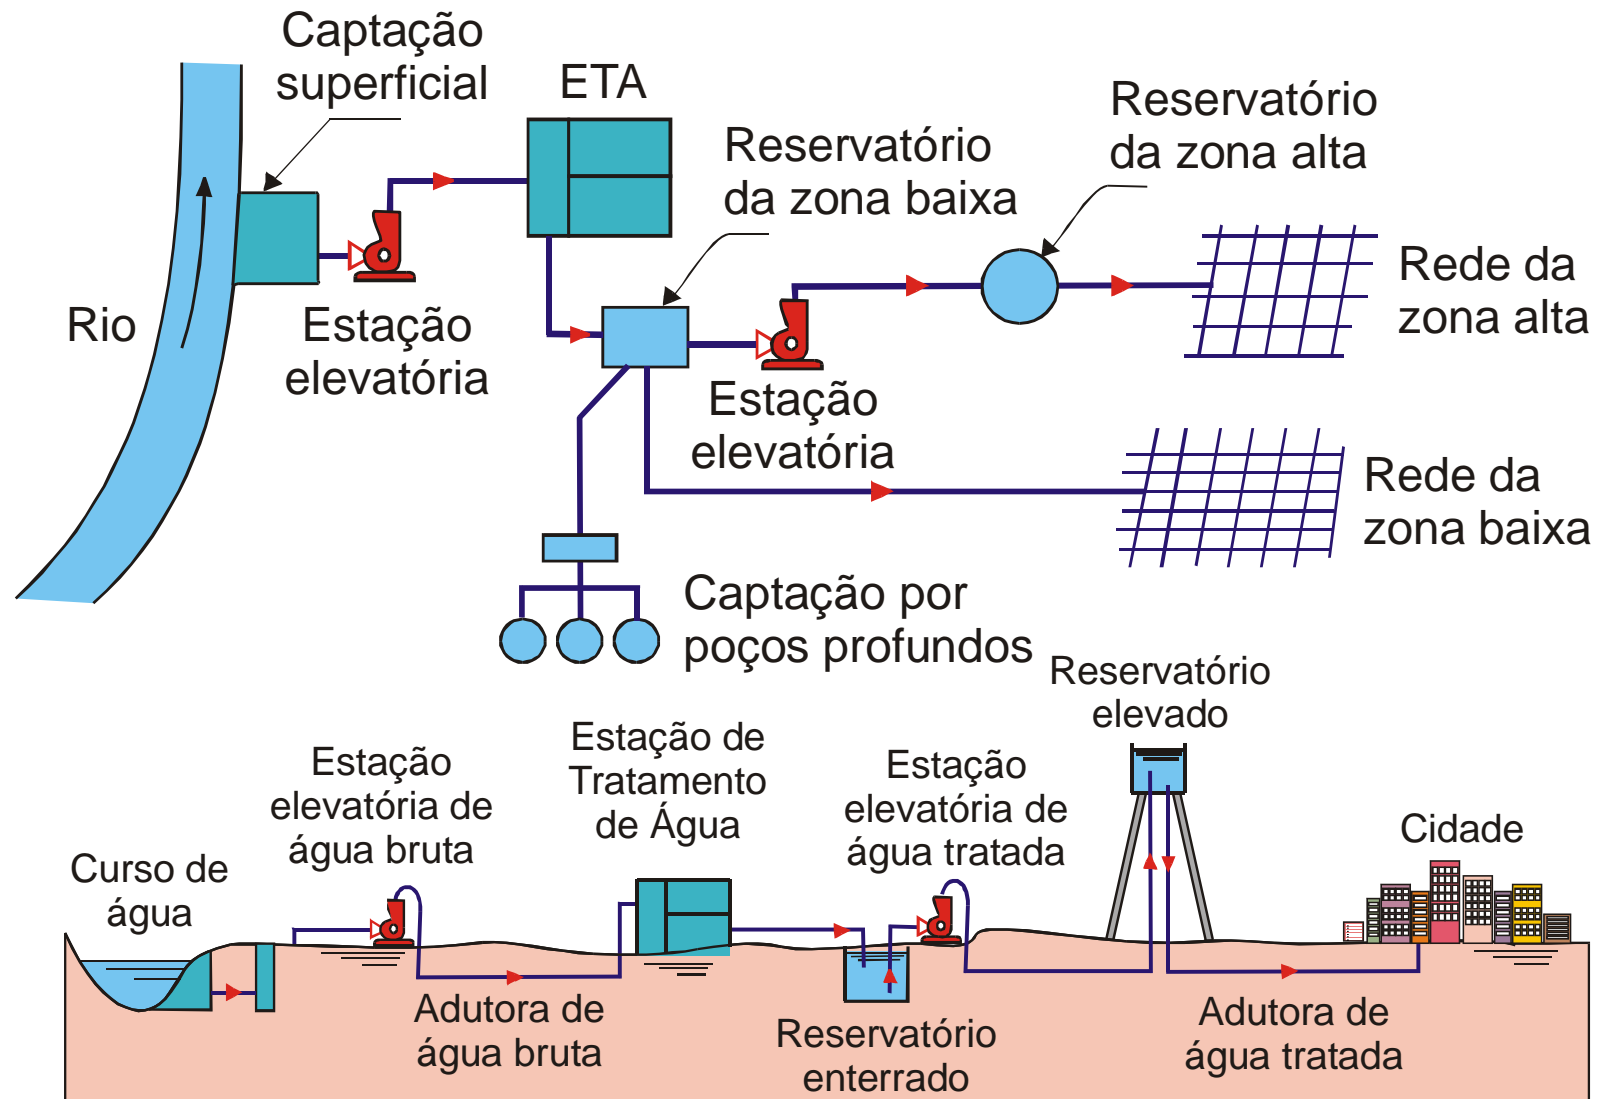 Captação
superficial
ETA
Reservatório
da zona baixa
Reservatório
da zona alta
Rio
Estação
elevatória
Rede da
zona alta
Estação
elevatória
Rede da
zona baixa
Captação por
poços profundos
Reservatório
elevado
Estação
elevatória de
água bruta
Estação de
Tratamento
de Água
Estação
elevatória de
água tratada
Cidade
Curso de
água
Adutora de
água bruta
Reservatório
enterrado
Adutora de
água tratada